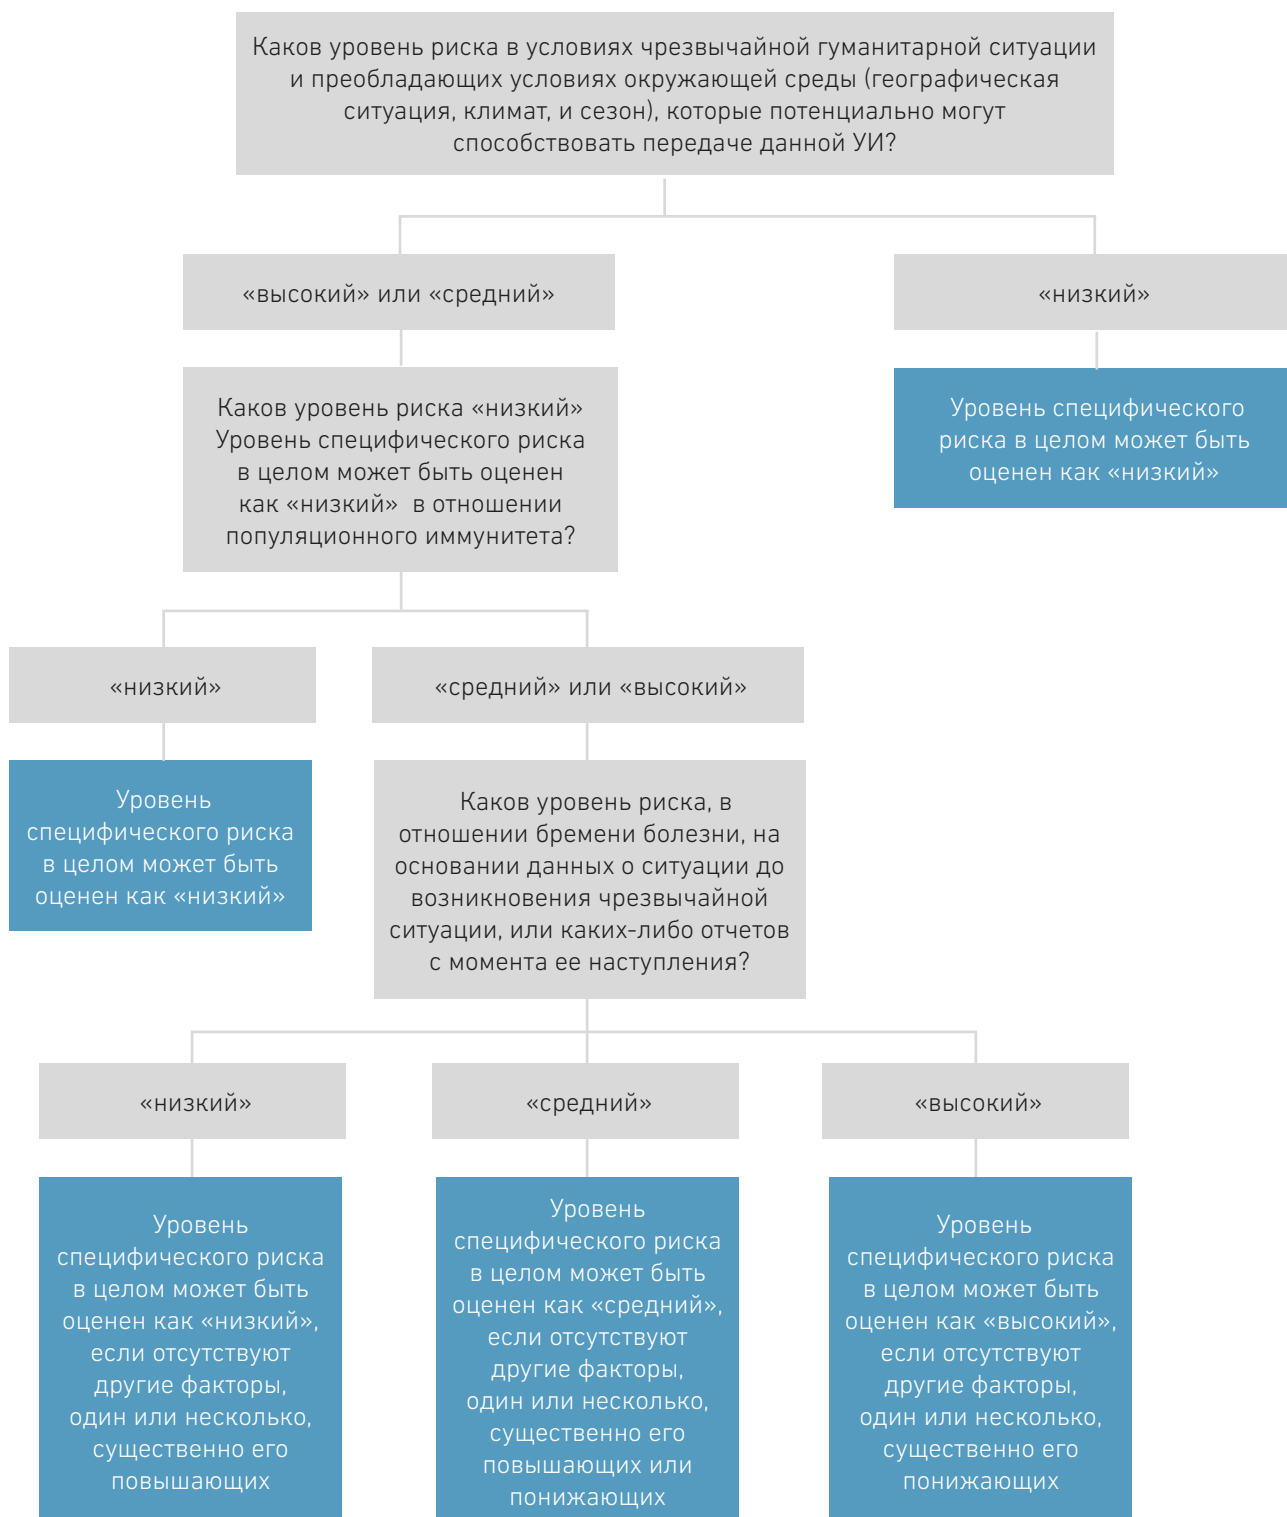 Каков уровень риска в условиях чрезвычайной гуманитарной ситуации
и преобладающих условиях окружающей среды (географическая
ситуация, климат, и сезон), которые потенциально могут
способствовать передаче данной УИ?
«высокий» или «средний»
«низкий»
Каков уровень риска «низкий»
Уровень специфического риска
в целом может быть оценен
как «низкий» в отношении
популяционного иммунитета?
Уровень специфического
риска в целом может быть
оценен как «низкий»
«низкий»
«средний» или «высокий»
Уровень
специфического риска
в целом может быть
оценен как «низкий»
Каков уровень риска, в
отношении бремени болезни, на
основании данных о ситуации до
возникновения чрезвычайной
ситуации, или каких-либо отчетов
с момента ее наступления?
«низкий»
«средний»
«высокий»
Уровень
специфического риска
в целом может быть
оценен как «низкий»,
если отсутствуют
другие факторы,
один или несколько,
существенно его
повышающих
Уровень
специфического риска
в целом может быть
оценен как «средний»,
если отсутствуют
другие факторы,
один или несколько,
существенно его
повышающих или
понижающих
Уровень
специфического риска
в целом может быть
оценен как «высокий»,
если отсутствуют
другие факторы,
один или несколько,
существенно его
понижающих